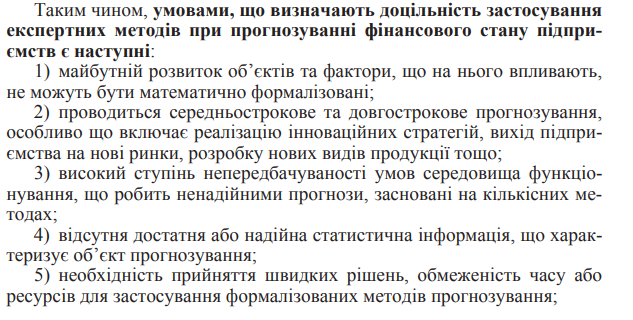 Таким чином, умовами, що визначають доцільність застосування
експертних методів при прогнозуванні фінансового стану підпри-
ємств є наступні:
1) майбутній розвиток об’єктів та фактори, що на нього впливають,
не можуть бути математично формалізовані;
2) проводиться середньострокове та довгострокове прогнозування,
особливо що включає реалізацію інноваційних стратегій, вихід підпри-
ємства на нові ринки, розробку нових видів продукції тощо;
3) високий ступінь непередбачуваності умов середовища функціо-
нування, що робить ненадійними прогнози, засновані на кількісних ме-
тодах;
4) відсутня достатня або надійна статистична інформація, що харак-
теризує об’єкт прогнозування;
5) необхідність прийняття швидких рішень, обмеженість часу або
ресурсів для застосування формалізованих методів прогнозування;